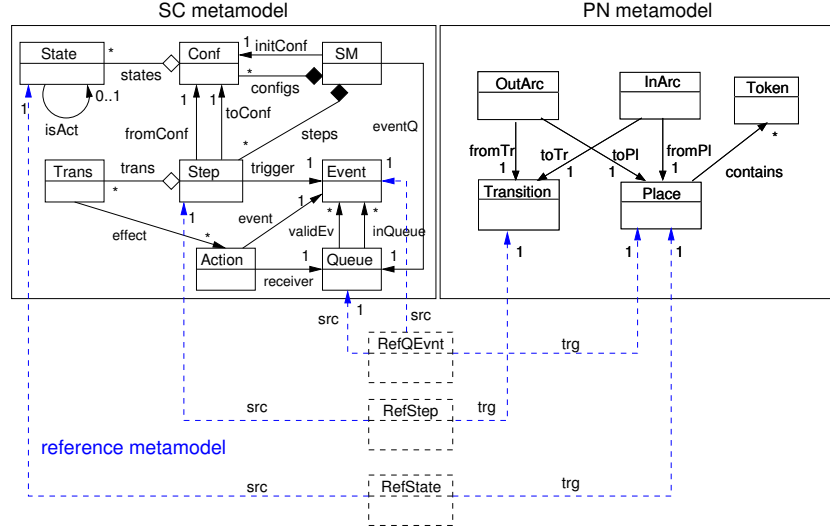 SC metamodel
PN metamodel
State
*
states
Conf
1
initConf
SM
*
configs
1
isAct
0..1
1
1
fromConf
toConf
*
steps
eventQ
OutArc
InArc
Token
*
fromTr
1
toTr
1
toPl
1
fromPl
1
contains
Trans
*
trans
Step
trigger
1
Event
1
Transition
Place
1
event
1
*
validEv
*
inQueue
effect
*
Action
1
receiver
Queue
1
1
1
1
src
1
src
RefQEvnt
trg
src
RefStep
trg
reference metamodel
src
RefState
trg